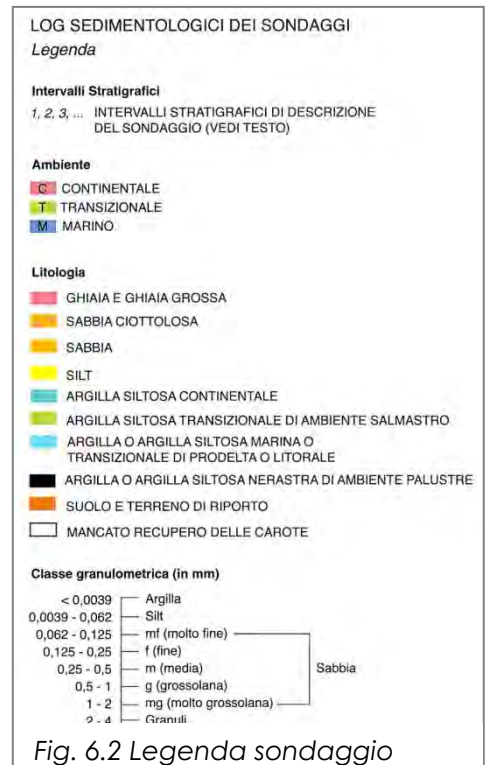 LOG SEDIMENTOLOGICI DEI SONDAGGI
Legenda
Intervalli Stratigrafici
1, 2, 3, ... INTERVALLI STRATIGRAFICI DI DESCRIZIONE
DEL SONDAGGIO (VEDI TESTO)
Ambiente
C CONTINENTALE
T TRANSIZIONALE
M MARINO
Litologia
GHIAIA E GHIAIA GROSSA
SABBIA CIOTTOLOSA
SABBIA
SILT
ARGILLA SILTOSA CONTINENTALE
ARGILLA SILTOSA TRANSIZIONALE DI AMBIENTE SALMASTRO
ARGILLA O ARGILLA SILTOSA MARINA O
TRANSIZIONALE DI PRODELTA O LITORALE
ARGILLA O ARGILLA SILTOSA NERASTRA DI AMBIENTE PALUSTRE
SUOLO E TERRENO DI RIPORTO
MANCATO RECUPERO DELLE CAROTE
Classe granulometrica (in mm)
< 0,0039 Argilla
0,0039 - 0,062 Silt
0,062 - 0,125 mf (molto fine)
0,125 - 0,25 f (fine)
0,25 - 0,5 m (media) Sabbia
0,5 - 1 g (grossolana)
1 - 2 mg (molto grossolana)
2 - 4 Granuli
Fig. 6.2 Legenda sondaggio